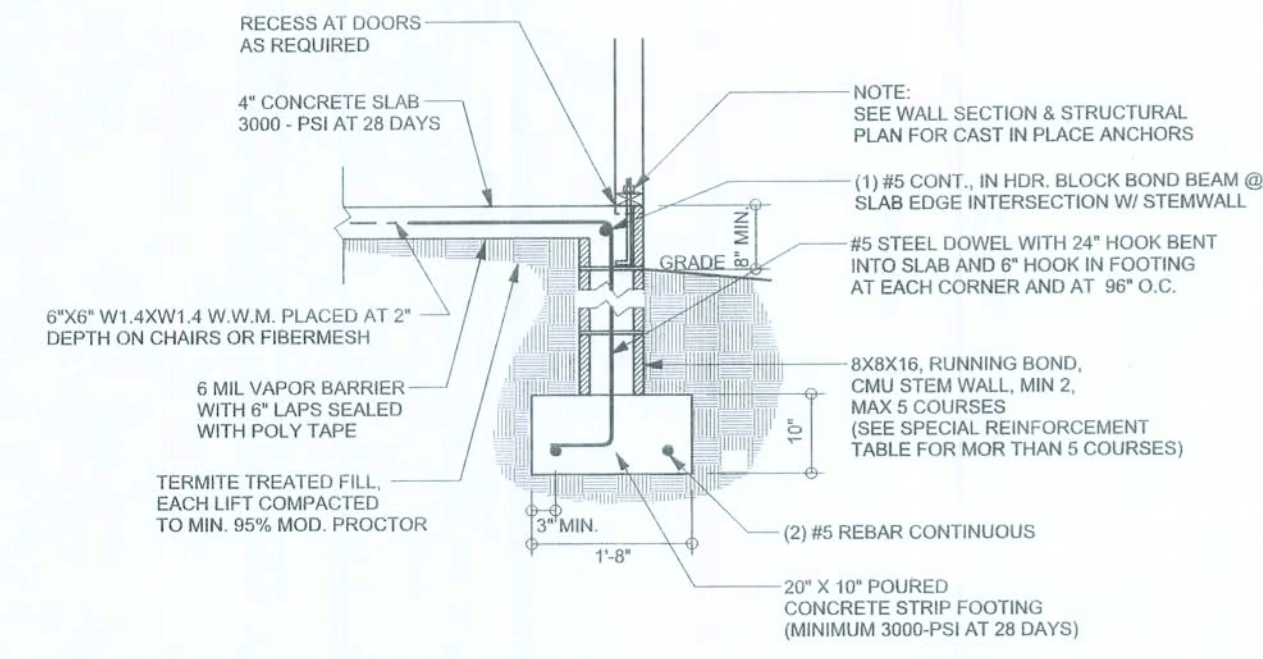 RECESS AT DOORS
AS REQUIRED
4" CONCRETE SLAB
3000 - PSI AT 28 DAYS
6"X6" W1.4XW1.4 W.W.M. PLACED AT 2"
DEPTH ON CHAIRS OR FIBERMESH
6 MIL VAPOR BARRIER
WITH 6" LAPS SEALED
WITH POLY TAPE
TERMITE TREATED FILL,
EACH LIFT COMPACTED
TO MIN. 95% MOD. PROCTOR
NOTE:
SEE WALL SECTION & STRUCTURAL
PLAN FOR CAST IN PLACE ANCHORS
(1) #5 CONT., IN HDR. BLOCK BOND BEAM @
SLAB EDGE INTERSECTION W/ STEMWALL
8" MIN.
GRADE
#5 STEEL DOWEL WITH 24" HOOK BENT
INTO SLAB AND 6" HOOK IN FOOTING
AT EACH CORNER AND AT 96" O.C.
8X8X16, RUNNING BOND,
CMU STEM WALL, MIN 2,
MAX 5 COURSES
(SEE SPECIAL REINFORCEMENT
TABLE FOR MOR THAN 5 COURSES)
10"
3" MIN.
1'-8"
(2) #5 REBAR CONTINUOUS
20" X 10" POURED
CONCRETE STRIP FOOTING
(MINIMUM 3000-PSI AT 28 DAYS)